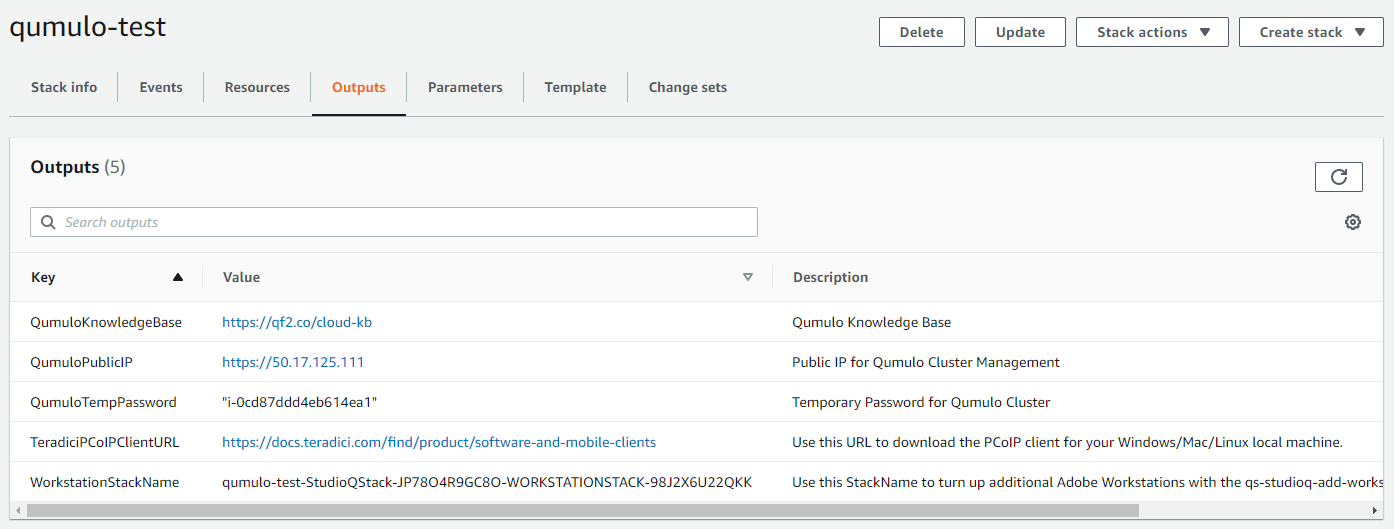 qumulo-test
Delete Update Stack actions Create stack
Stack info Events Resources Outputs Parameters Template Change sets
Outputs (5)
Search outputs
Key Value Description
QumuloKnowledgeBase https://qf2.co/cloud-kb Qumulo Knowledge Base
QumuloPublicIP https://50.17.125.111 Public IP for Qumulo Cluster Management
QumuloTempPassword "i-0cd87ddd4eb614ea1" Temporary Password for Qumulo Cluster
TeradiciPCoIPClientURL https://docs.teradici.com/find/product/software-and-mobile-clients Use this URL to download the PCoIP client for your Windows/Mac/Linux local machine.
WorkstationStackName qumulo-test-StudioQStack-JP78O4R9GC8O-WORKSTATIONSTACK-98J2X6U22QKK Use this StackName to turn up additional Adobe Workstations with the qs-studioq-add-works